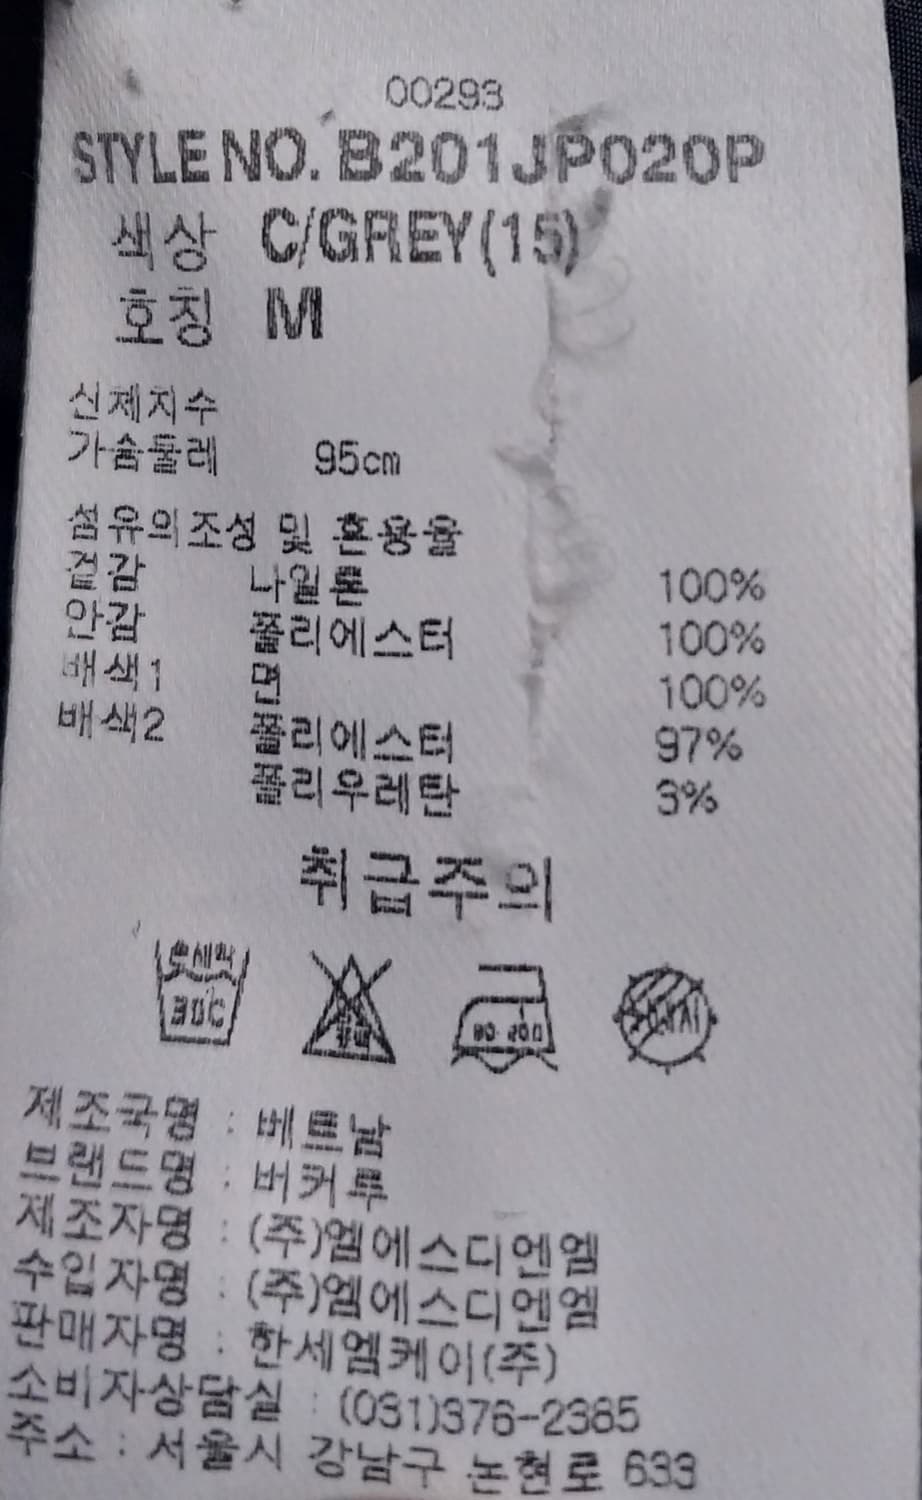 00293
STYLE NO. B201JP020P
색상 C/GREY(15)
호칭 M
신체치수
가슴둘레 95cm
섬유의조성 및 혼용율
겉감 나일론 100%
안감 폴리에스터 100%
배색1 면 100%
배색2 폴리에스터 97%
폴리우레탄 3%
취급주의
손세탁
30C
80-200
제조국명 : 베트남
브랜드명 : 버커루
제조자명 : (주)엠에스디엔엠
수입자명 : (주)엠에스디엔엠
판매자명 : 한세엠케이(주)
소비자상담실 : (031)376-2385
주소 : 서울시 강남구 논현로 633